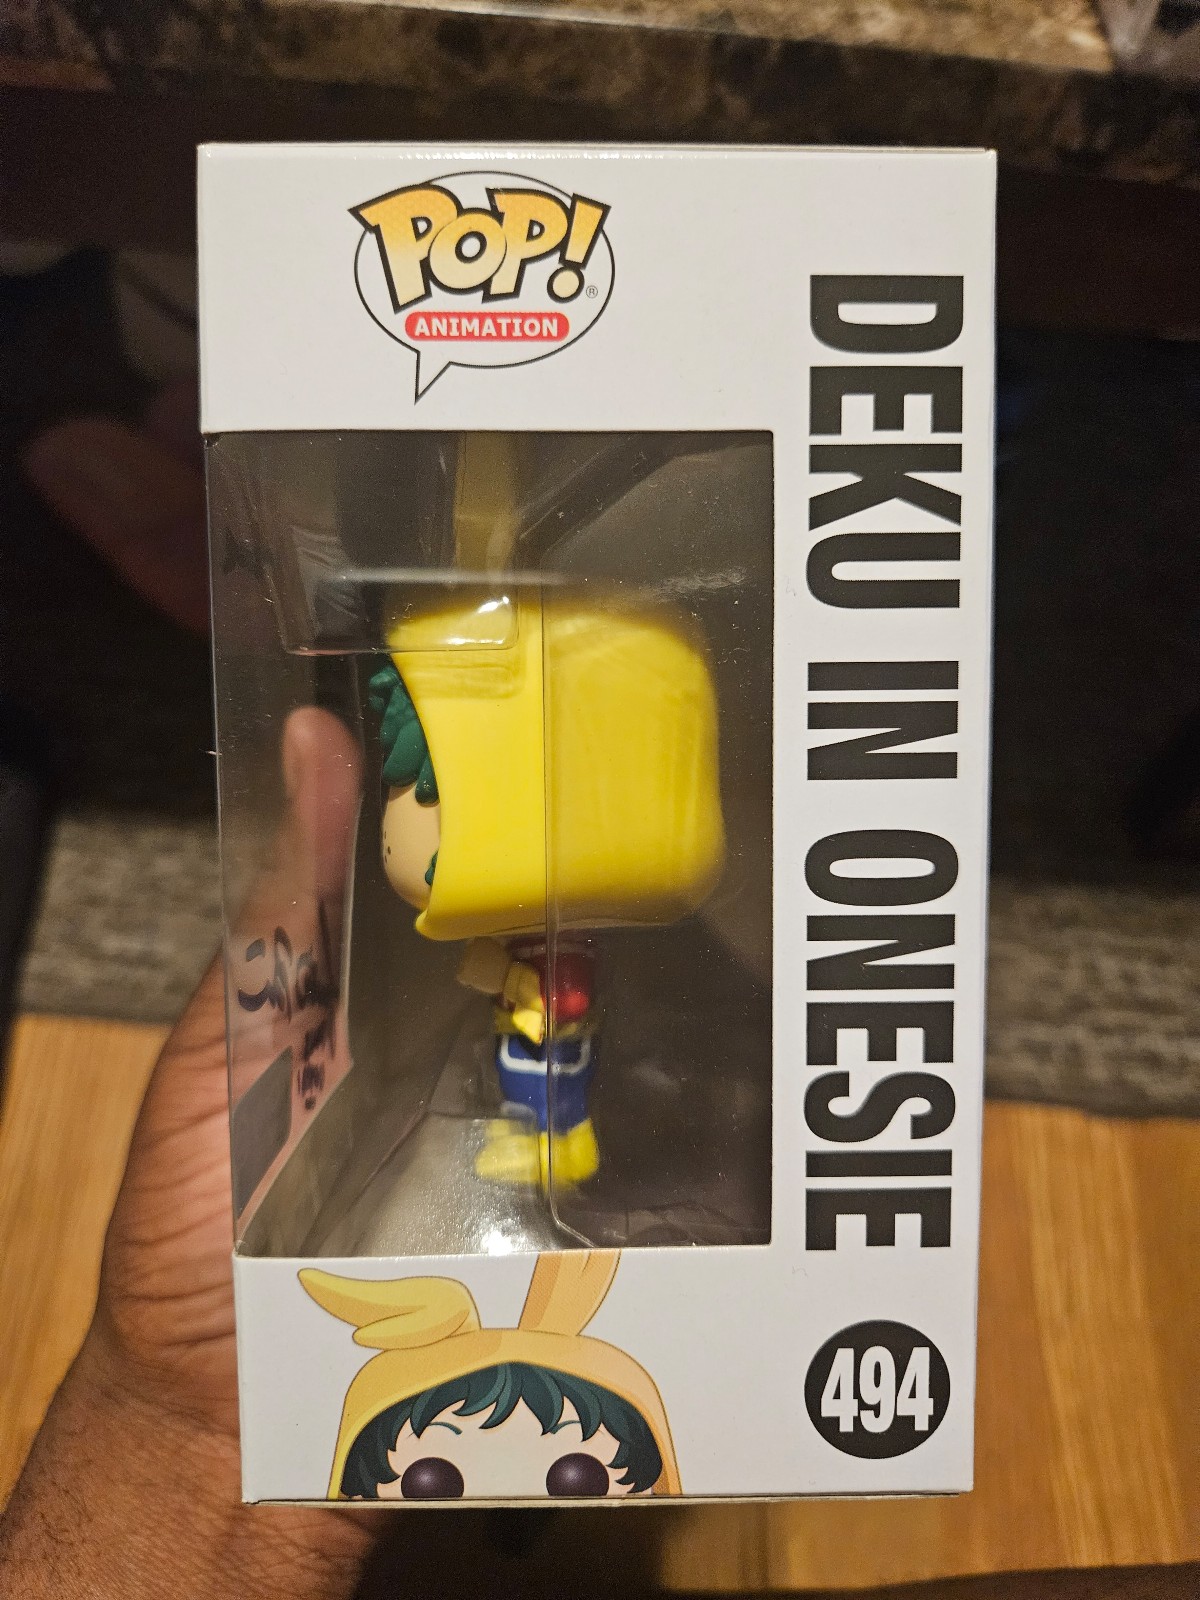 POP!®
ANIMATION
DEKU IN ONESIE
494